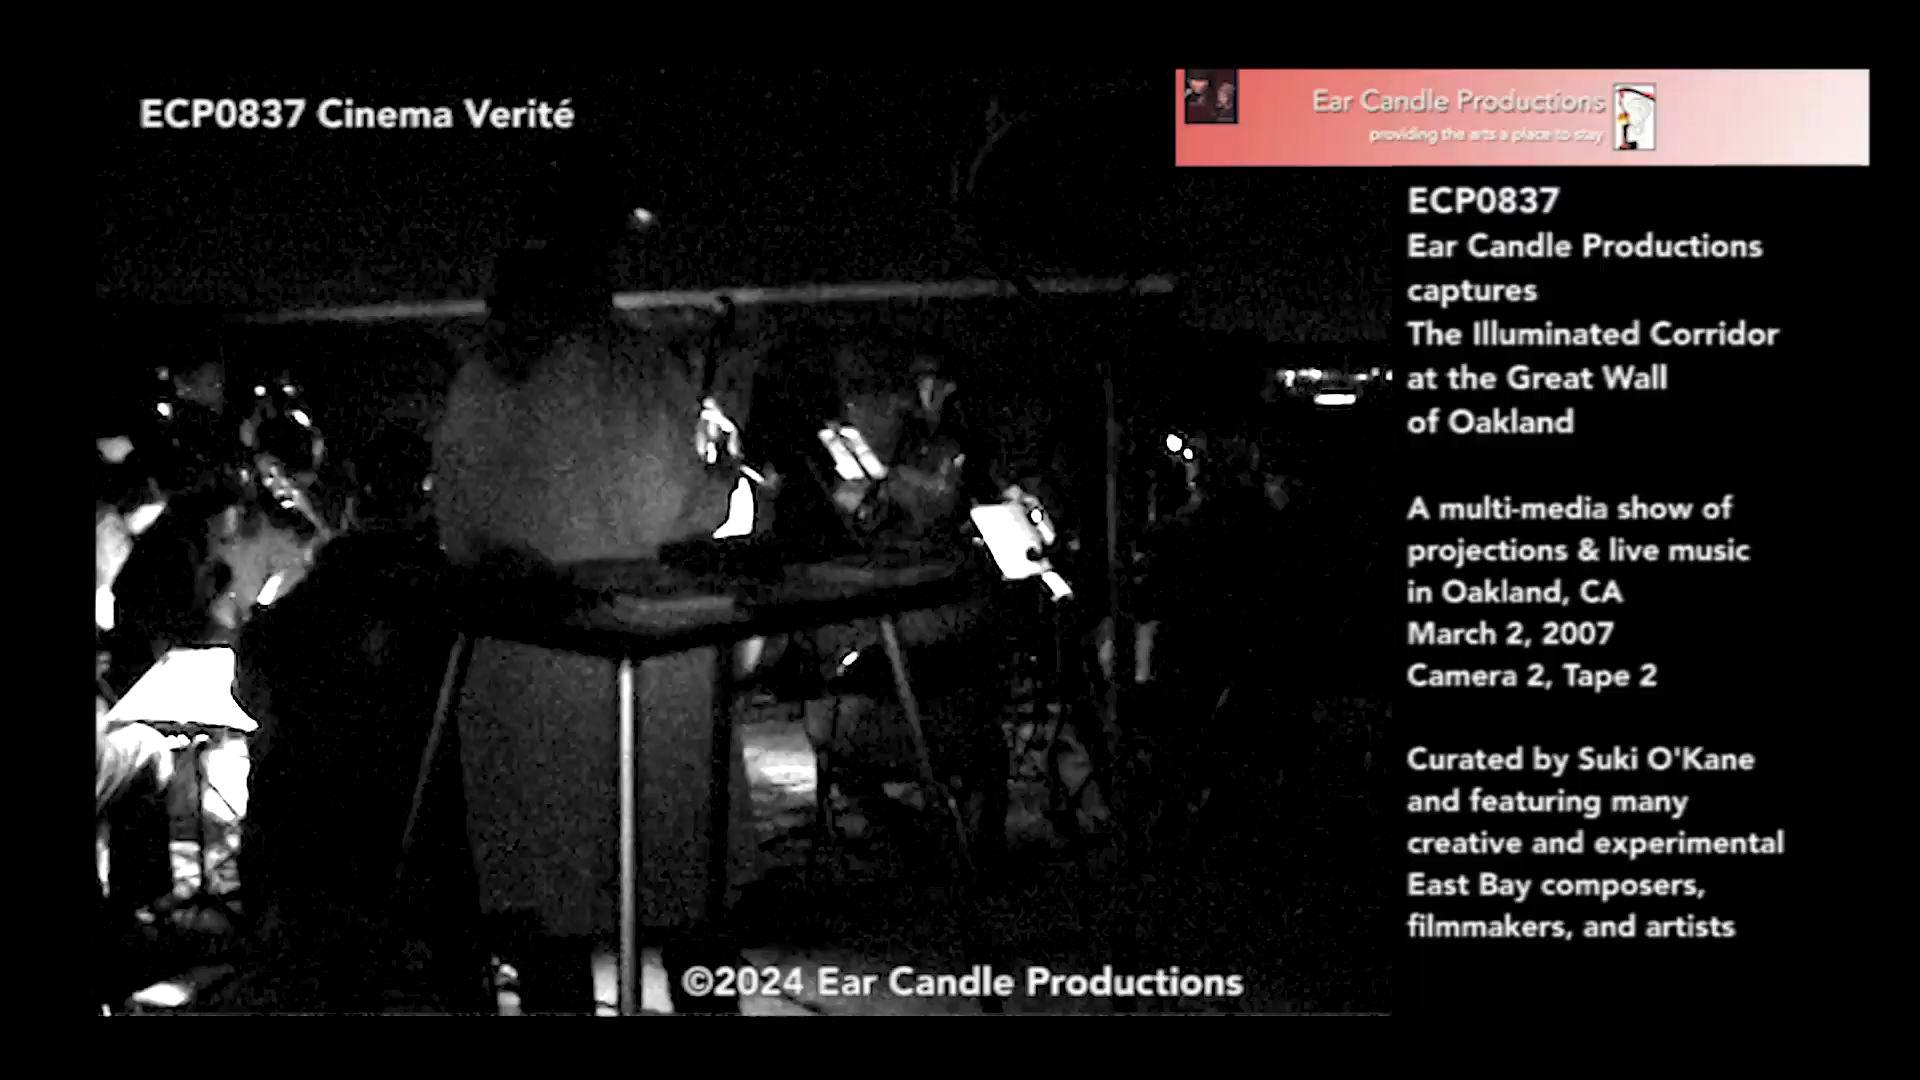 ECP0837 Cinema Verité
Ear Candle Productions
providing the arts a place to stay
ECP0837
Ear Candle Productions
captures
The Illuminated Corridor
at the Great Wall
of Oakland
A multi-media show of
projections & live music
in Oakland, CA
March 2, 2007
Camera 2, Tape 2
Curated by Suki O'Kane
and featuring many
creative and experimental
East Bay composers,
filmmakers, and artists
©2024 Ear Candle Productions